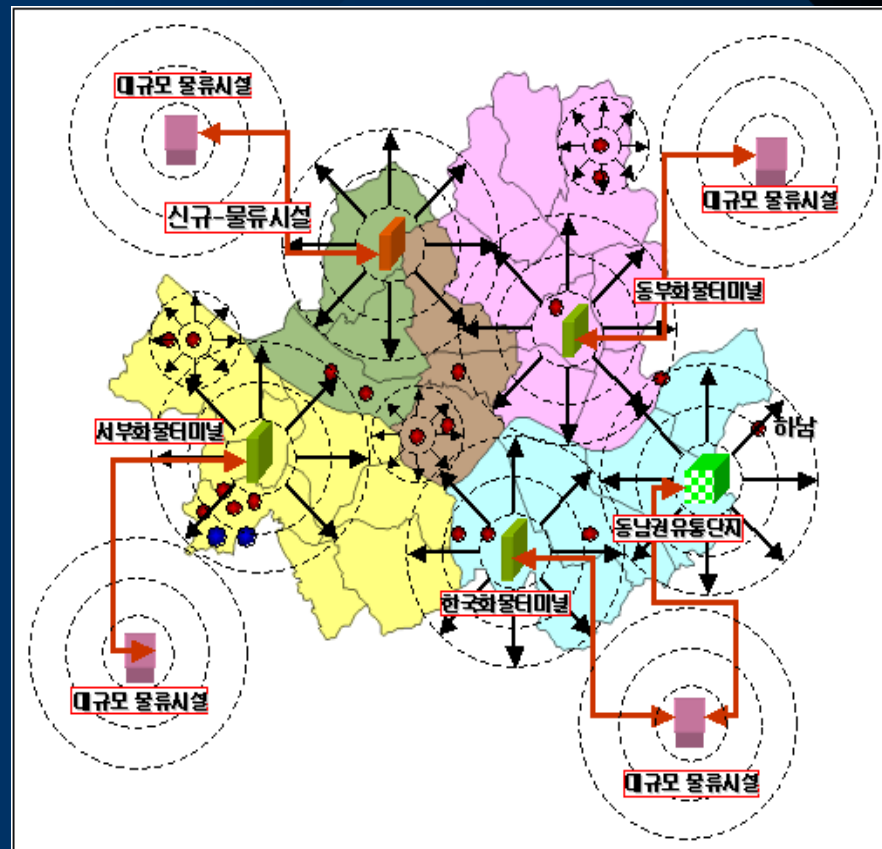 대규모 물류시설
대규모 물류시설
신규-물류시설
동부화물터미널
서부화물터미널
하남
동남권유통단지
한국화물터미널
대규모 물류시설
대규모 물류시설